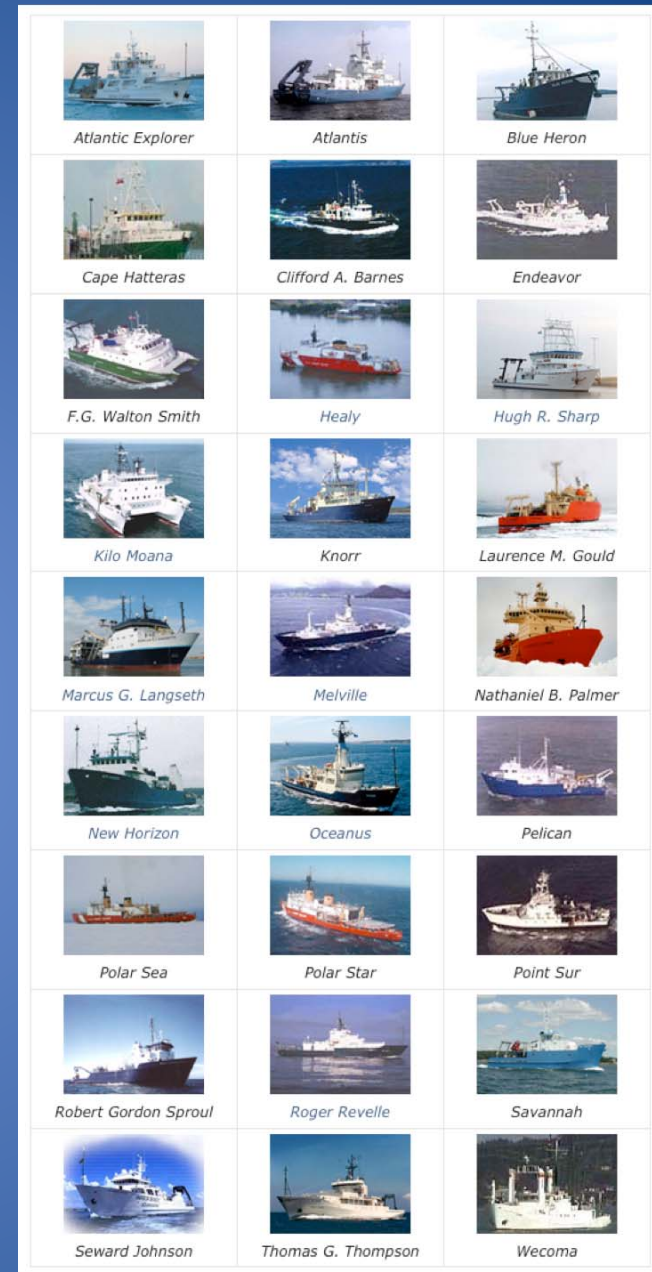 Atlantic Explorer
Atlantis
Blue Heron
Cape Hatteras
Clifford A. Barnes
Endeavor
F.G. Walton Smith
Healy
Hugh R. Sharp
Kilo Moana
Knorr
Laurence M. Gould
Marcus G. Langseth
Melville
Nathaniel B. Palmer
New Horizon
Oceanus
Pelican
Polar Sea
Polar Star
Point Sur
Robert Gordon Sproul
Roger Revelle
Savannah
Seward Johnson
Thomas G. Thompson
Wecoma